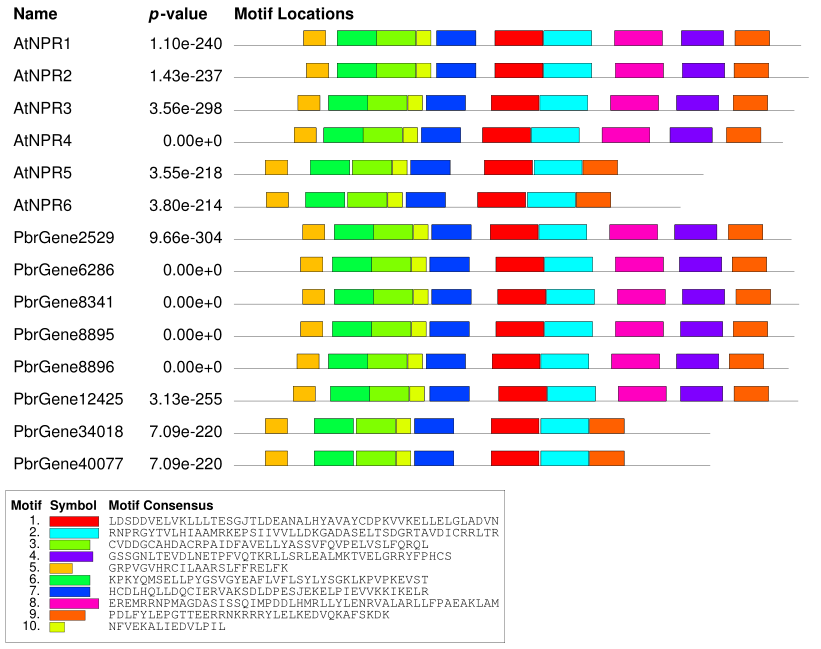 Name p-value Motif Locations
AtNPR1 1.10e-240
AtNPR2 1.43e-237
AtNPR3 3.56e-298
AtNPR4 0.00e+0
AtNPR5 3.55e-218
AtNPR6 3.80e-214
PbrGene2529 9.66e-304
PbrGene6286 0.00e+0
PbrGene8341 0.00e+0
PbrGene8895 0.00e+0
PbrGene8896 0.00e+0
PbrGene12425 3.13e-255
PbrGene34018 7.09e-220
PbrGene40077 7.09e-220
Motif Symbol Motif Consensus
1. LDSDDVELVKLLLTESGJTLDEANALHYAVAYCDPKVVKELLELGLADVN
2. RNPRGYTVLHIAAMRKEPSIIVVLLDKGADASELTSDGRTAVDICRRLTR
3. CVDDGCAHDACRPAIDFAVELLYASSVFQVPELVSLFQRQL
4. GSSGNLTEVDLNETPFVQTKRLLSRLEALMKTVELGRRYFPHCS
5. GRPVGVHRCILAARSLFFRELFK
6. KPKYQMSELLPYGSVGYEAFLVFLSYLYSGKLKPVPKEVST
7. HCDLHQLLDQCIERVAKSDLDPESJEKELPIEVVKKIKELR
8. EREMRRNPMAGDASISSQIMPDDLHMRLLYLENRVALARLLFPAEAKLAM
9. PDLFYLEPGTTEERRNKRRRYLELKEDVQKAFSKDK
10. NFVEKALIEDVLPIL